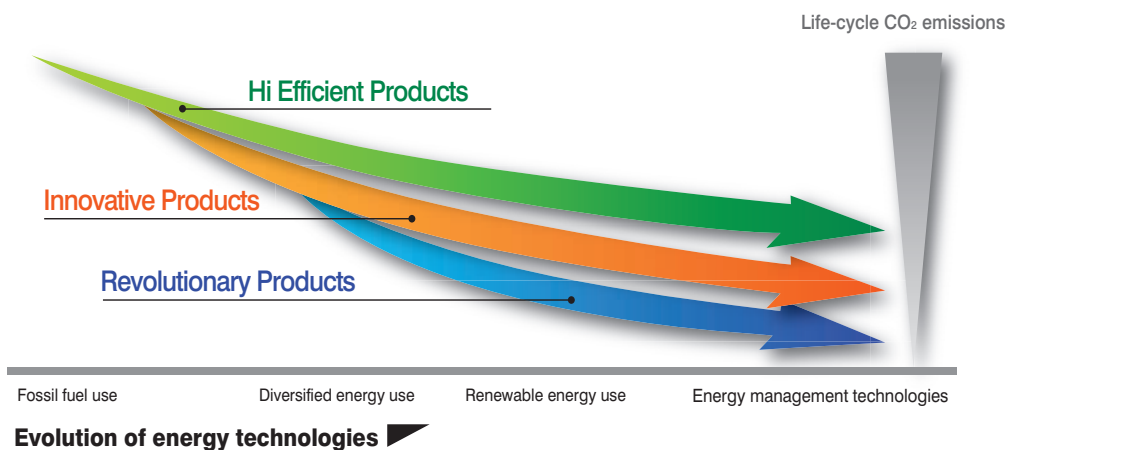 Life-cycle CO₂ emissions
Hi Efficient Products
Innovative Products
Revolutionary Products
Fossil fuel use
Diversified energy use
Renewable energy use
Energy management technologies
Evolution of energy technologies